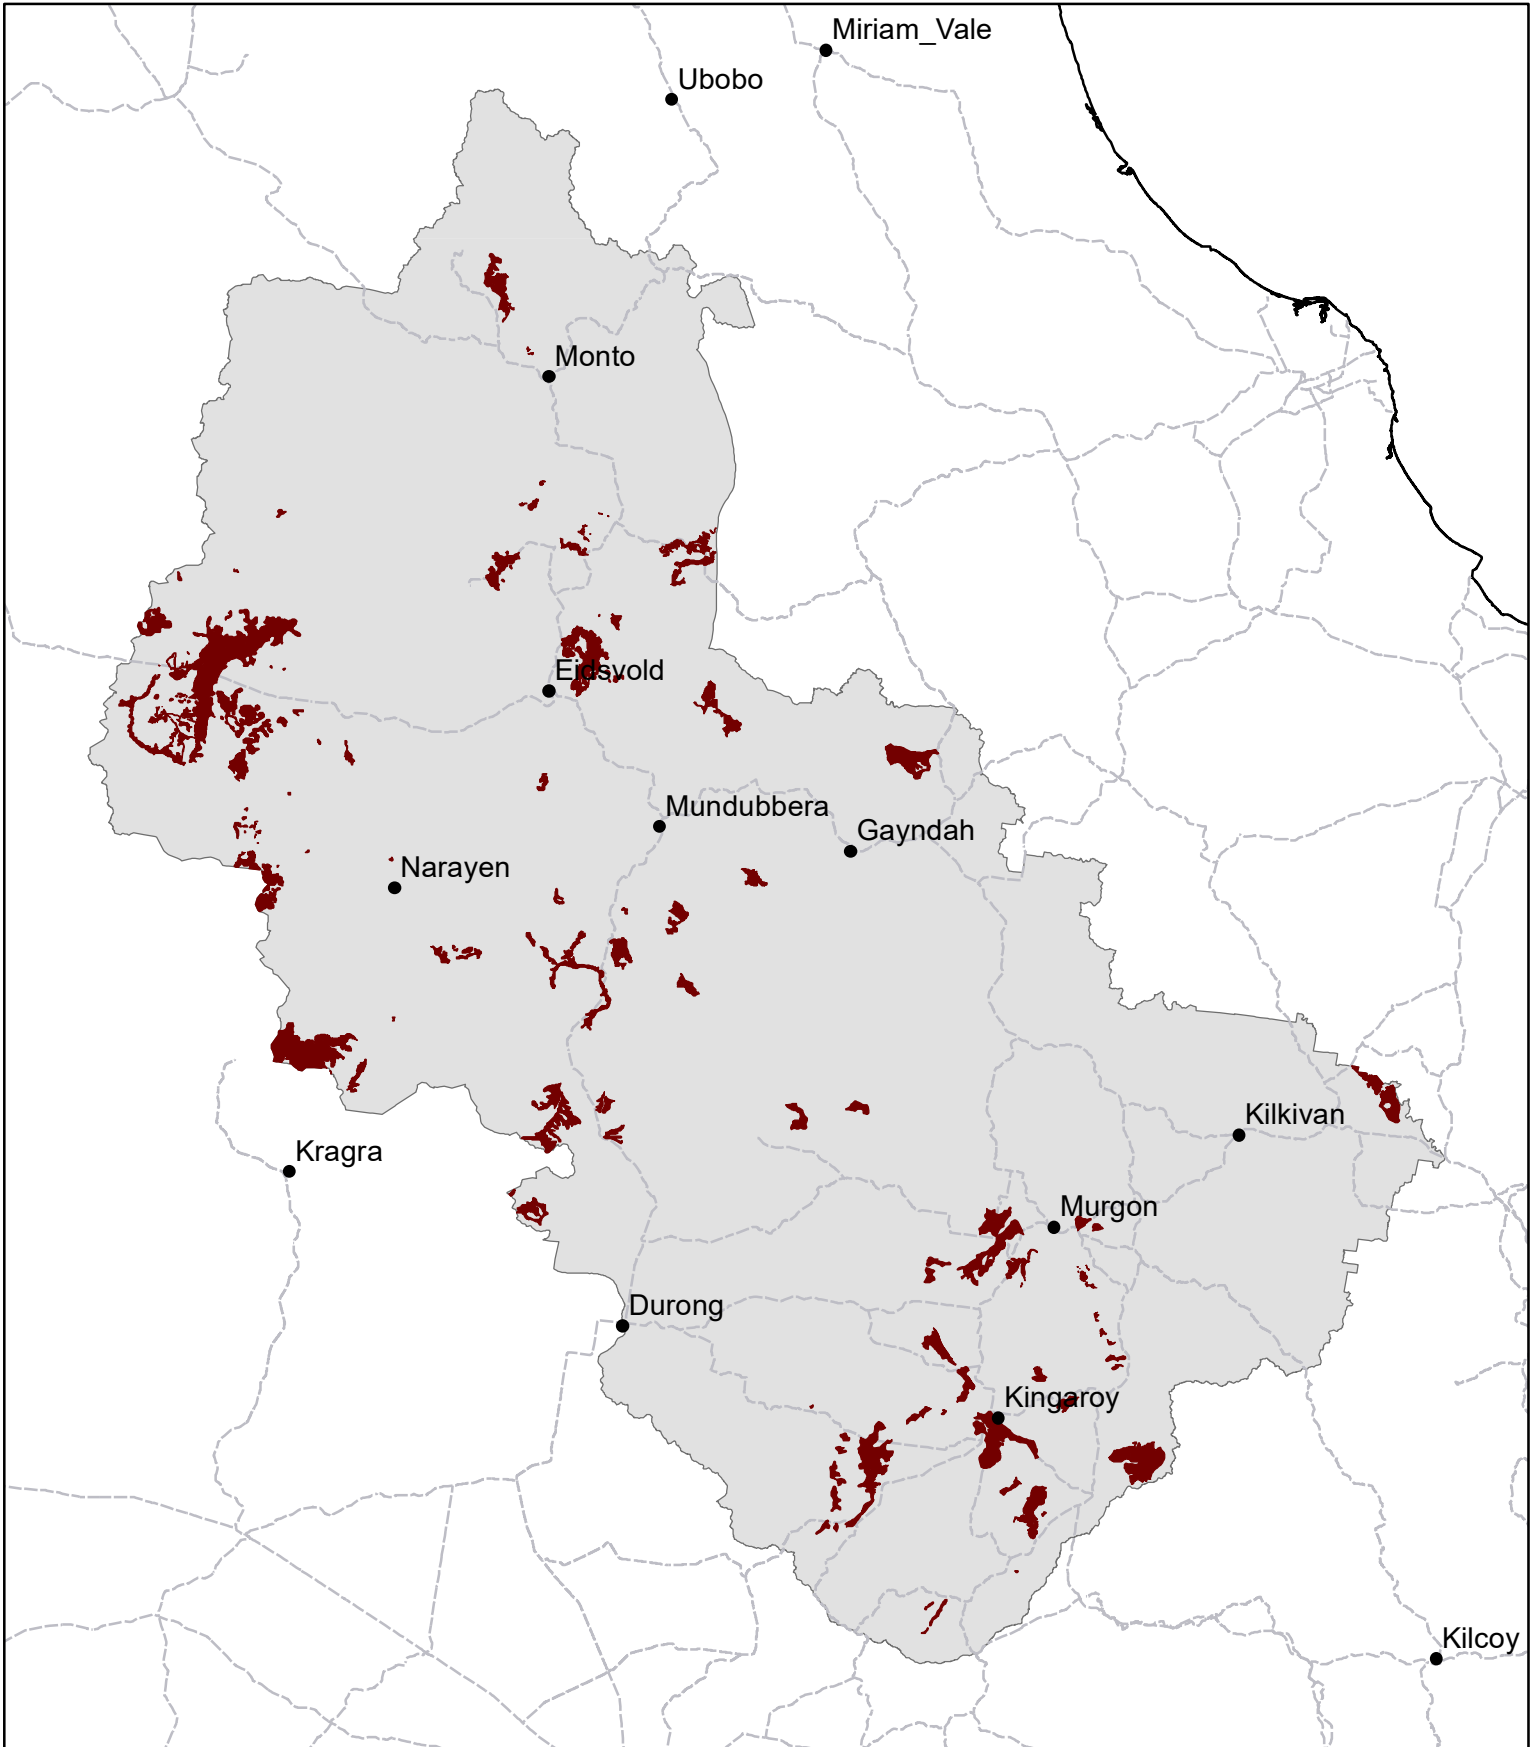 Miriam_Vale
Ubobo
Monto
Eidsvold
Mundubbera
Gayndah
Narayen
Kilkivan
Kragra
Murgon
Durong
Kingaroy
Kilcoy